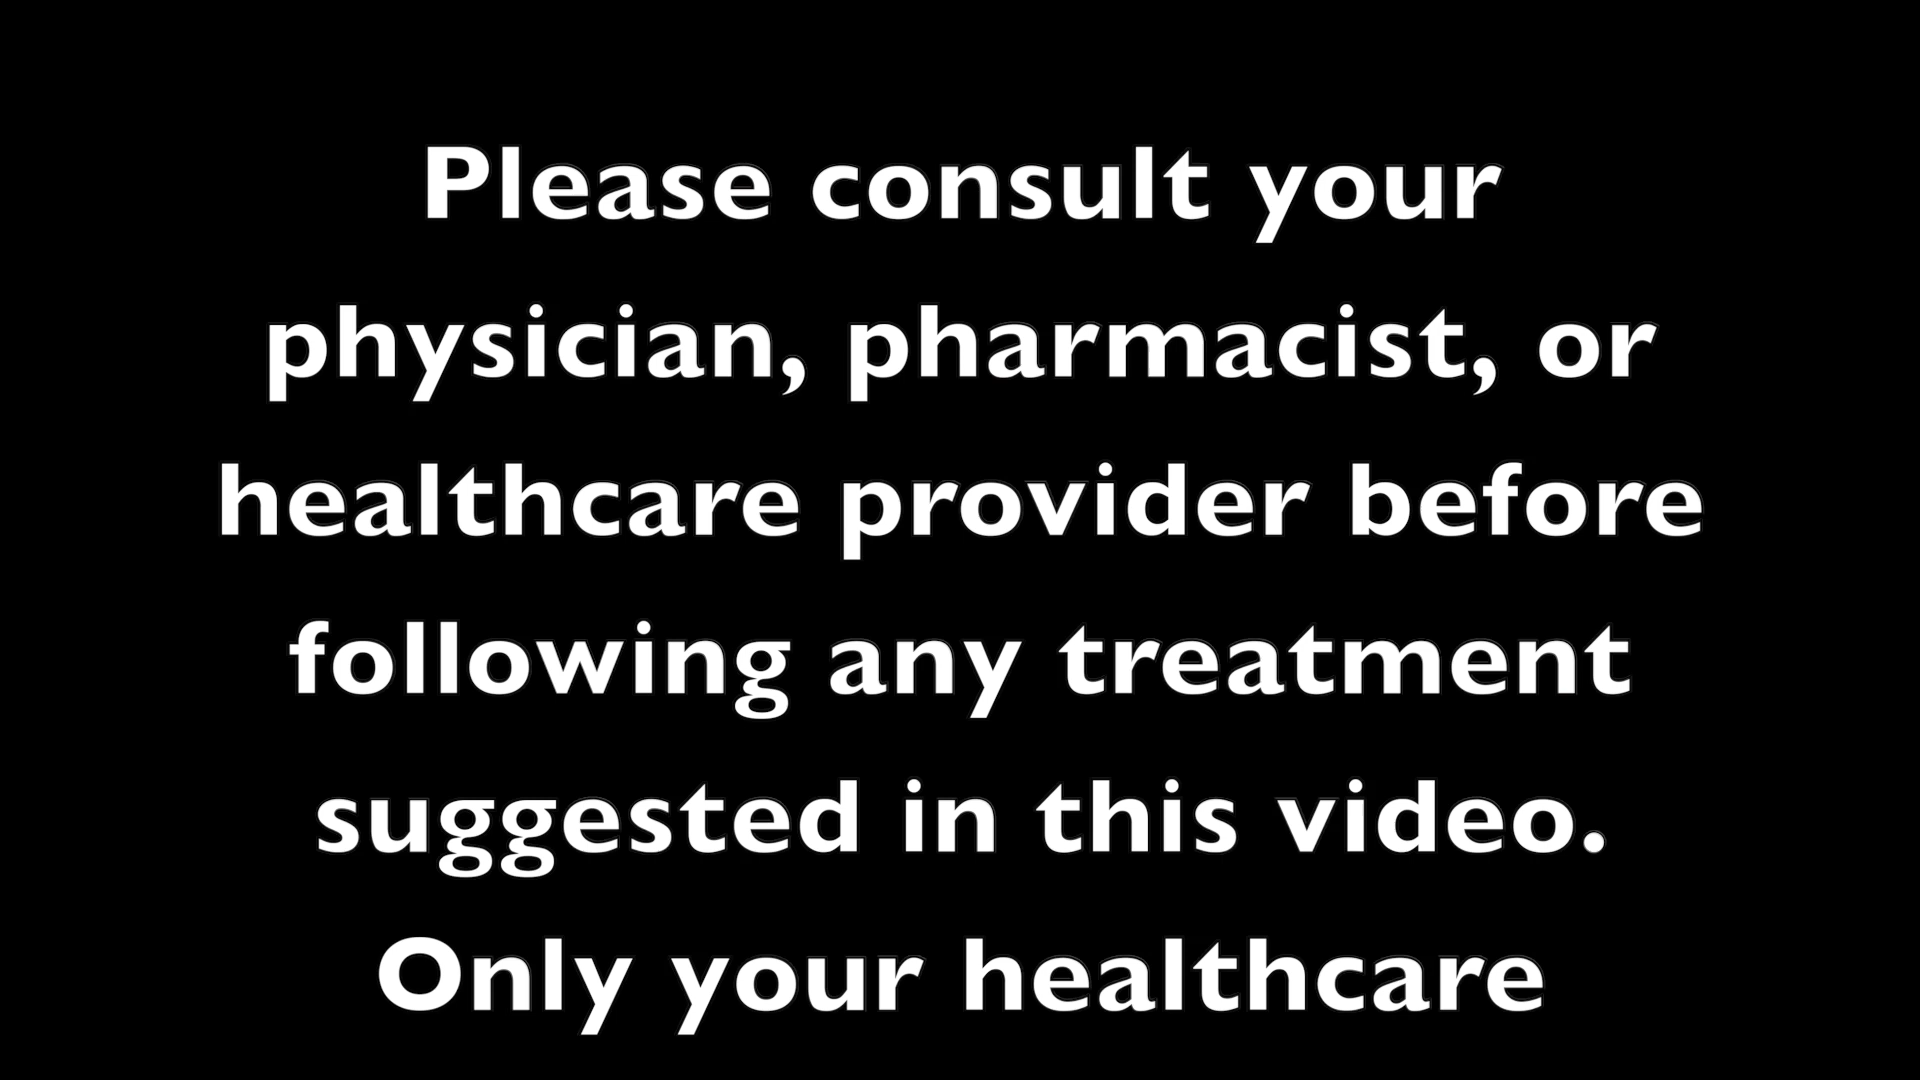 Please consult your
physician, pharmacist, or
healthcare provider before
following any treatment
suggested in this video.
Only your healthcare